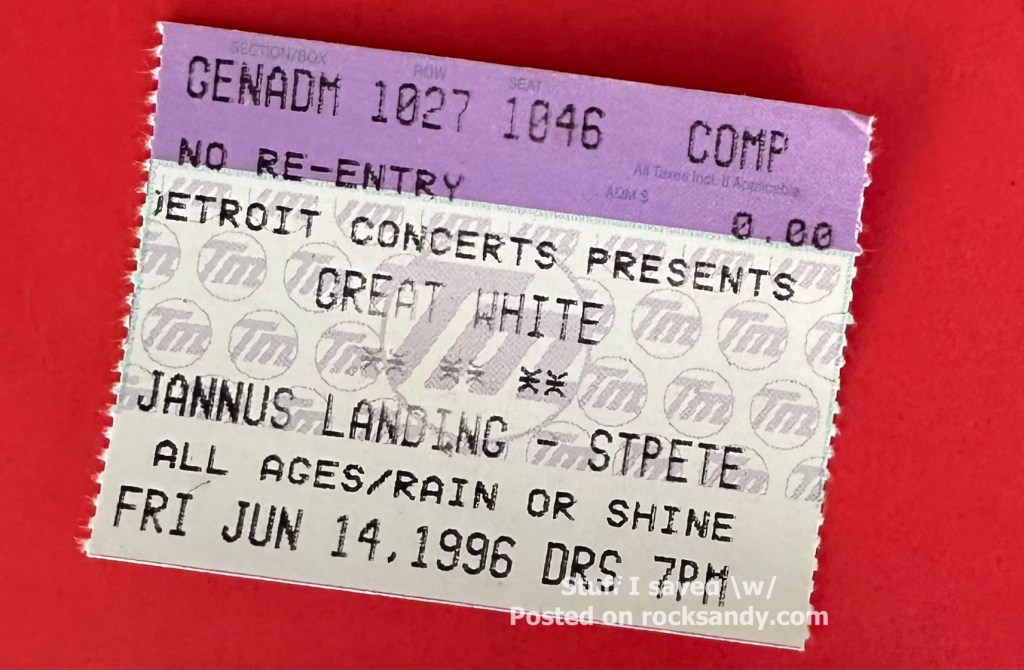 SECTION/BOX ROW SEAT
GENADM 1027 1046 COMP
All Taxes Incl. If Applicable
NO RE-ENTRY ADM $ 0.00
DETROIT CONCERTS PRESENTS
GREAT WHITE
** ** **
JANNUS LANDING - STPETE
ALL AGES/RAIN OR SHINE
FRI JUN 14,1996 DRS 7PM
Stuff I saved \w/
Posted on rocksandy.com